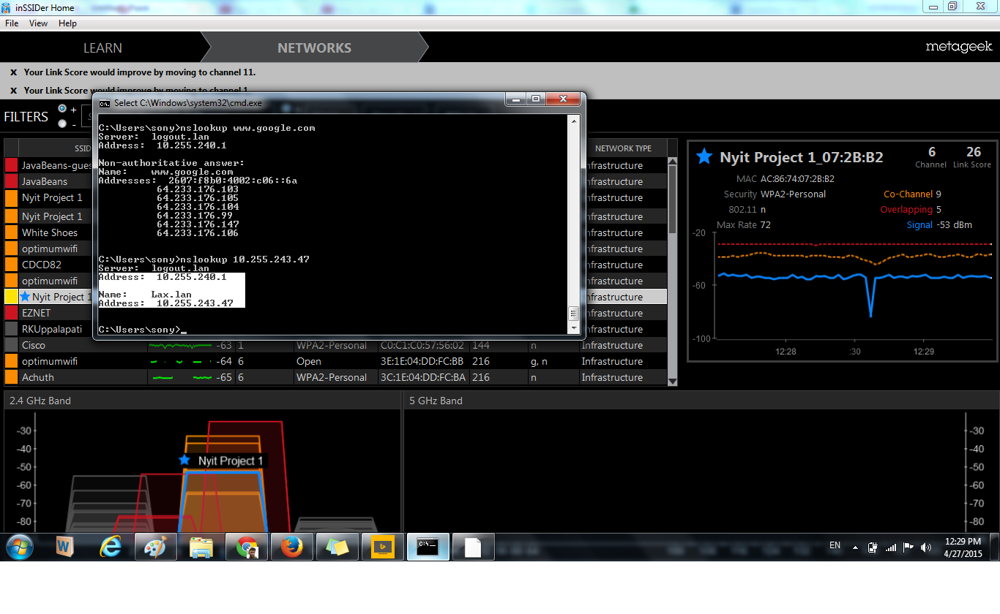 inSSIDer Home
File View Help
LEARN NETWORKS metageek
x Your Link Score would improve by moving to channel 11.
x Your Link Score would improve by moving to channel 1.
Select C:\Windows\system32\cmd.exe
FILTERS + -
C:\Users\sony>nslookup www.google.com
Server: logout.lan
Address: 10.255.240.1
Non-authoritative answer:
Name: www.google.com
Addresses: 2607:f8b0:4002:c06::6a
64.233.176.103
64.233.176.105
64.233.176.104
64.233.176.99
64.233.176.147
64.233.176.106
C:\Users\sony>nslookup 10.255.243.47
Server: logout.lan
Address: 10.255.240.1
Name: Lax.lan
Address: 10.255.243.47
C:\Users\sony>_
SSID NETWORK TYPE
JavaBeans-gues nfrastructure
JavaBeans nfrastructure
Nyit Project 1 nfrastructure
Nyit Project 1 nfrastructure
White Shoes nfrastructure
optimumwifi nfrastructure
CDCD82 nfrastructure
optimumwifi nfrastructure
Nyit Project 1 nfrastructure
EZNET nfrastructure
RKUppalapati nfrastructure
Cisco -63 1 WPA2-Personal C0:C1:C0:57:56:02 144 n Infrastructure
optimumwifi -64 6 Open 3E:1E:04:DD:FC:BB 216 g, n Infrastructure
Achuth -65 6 WPA2-Personal 3C:1E:04:DD:FC:BA 216 n Infrastructure
Nyit Project 1_07:2B:B2 6 26
Channel Link Score
MAC AC:86:74:07:2B:B2
Security WPA2-Personal Co-Channel 9
802.11 n Overlapping 5
Max Rate 72 Signal -53 dBm
-20
-60
-100
12:28 :30 12:29
2.4 GHz Band 5 GHz Band
-30 -30
-40 -40
-50 Nyit Project 1 -50
-60 -60
-70 -70
-80 -80
EN 12:29 PM
4/27/2015